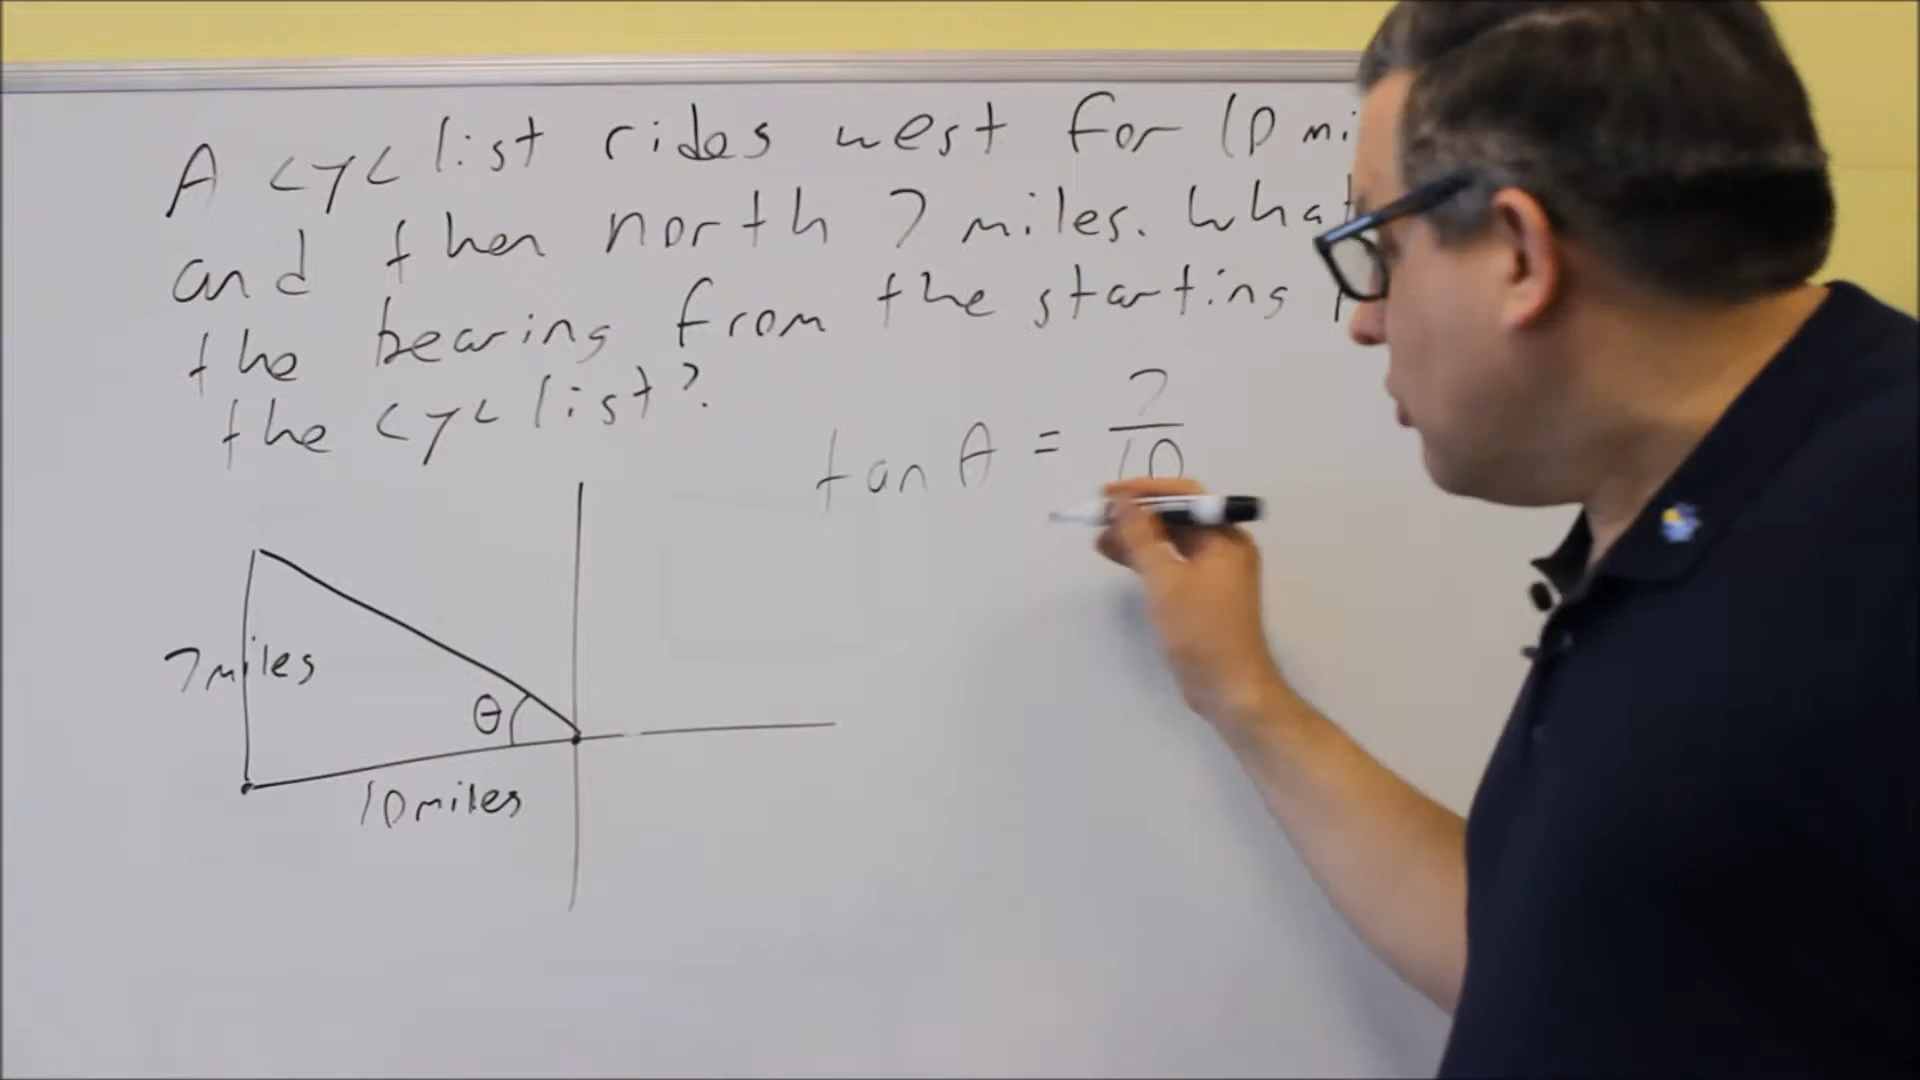 A cyclist rides west for 10 mi
and then north 7 miles. What
the bearing from the starting
the cyclist?
tan A = 7/10
7 miles
θ
10 miles